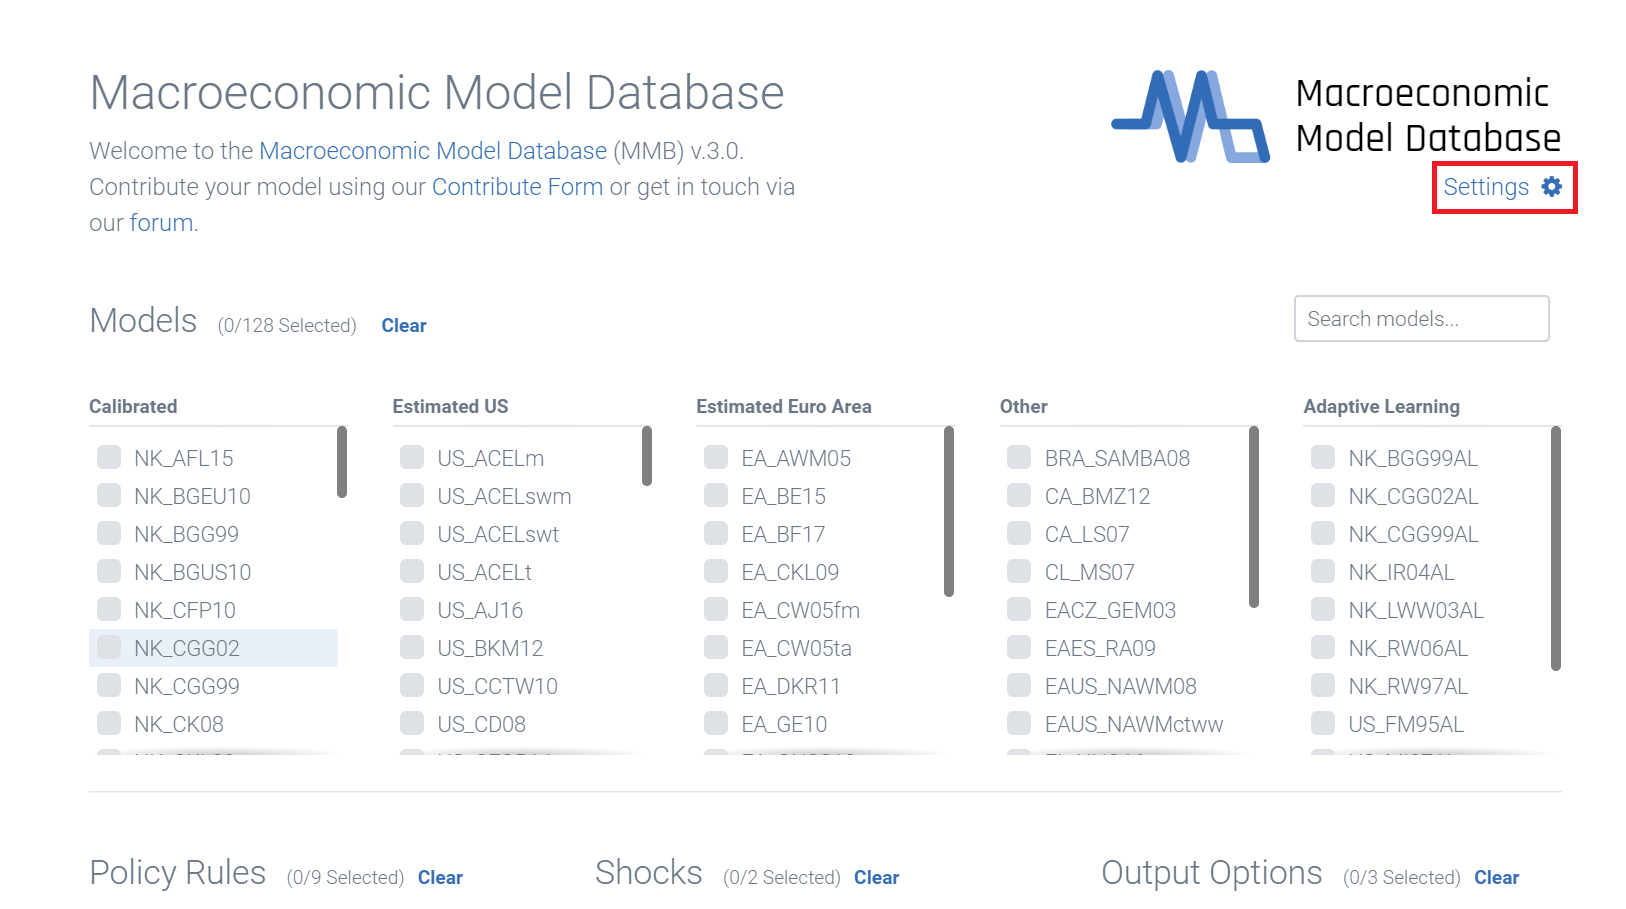 Macroeconomic Model Database
Welcome to the Macroeconomic Model Database (MMB) v.3.0.
Contribute your model using our Contribute Form or get in touch via
our forum.
Macroeconomic
Model Database
Settings
Models (0/128 Selected) Clear
Search models...
Calibrated
NK_AFL15
NK_BGEU10
NK_BGG99
NK_BGUS10
NK_CFP10
NK_CGG02
NK_CGG99
NK_CK08
Estimated US
US_ACELm
US_ACELswm
US_ACELswt
US_ACELt
US_AJ16
US_BKM12
US_CCTW10
US_CD08
Estimated Euro Area
EA_AWM05
EA_BE15
EA_BF17
EA_CKL09
EA_CW05fm
EA_CW05ta
EA_DKR11
EA_GE10
Other
BRA_SAMBA08
CA_BMZ12
CA_LS07
CL_MS07
EACZ_GEM03
EAES_RA09
EAUS_NAWM08
EAUS_NAWMctww
Adaptive Learning
NK_BGG99AL
NK_CGG02AL
NK_CGG99AL
NK_IR04AL
NK_LWW03AL
NK_RW06AL
NK_RW97AL
US_FM95AL
Policy Rules (0/9 Selected) Clear
Shocks (0/2 Selected) Clear
Output Options (0/3 Selected) Clear